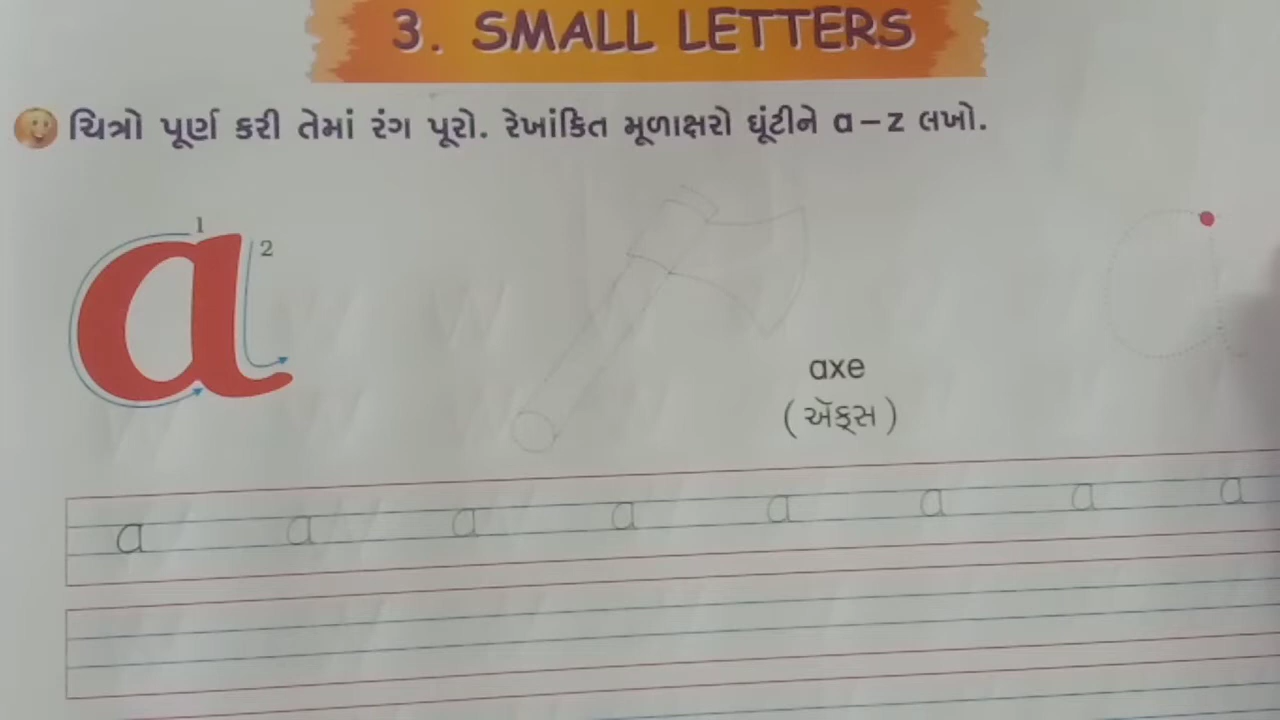 3. SMALL LETTERS
ચિત્રો પૂર્ણ કરી તેમાં રંગ પૂરો. રેખાંકિત મૂળાક્ષરો ઘૂંટીને a – z લખો.
1
2
a
a
axe
(ઍક્સ)
a a a a a a a a